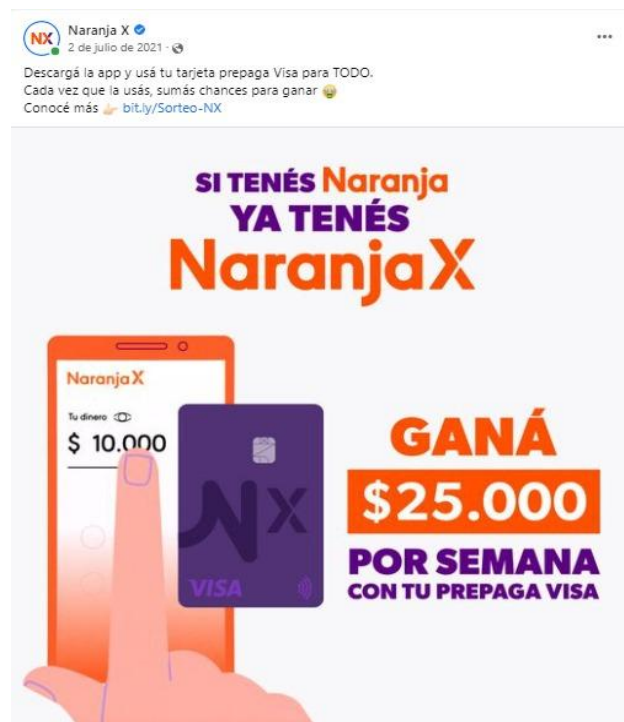 Naranja X
2 de julio de 2021 ·
Descargá la app y usá tu tarjeta prepaga Visa para TODO.
Cada vez que la usás, sumás chances para ganar
Conocé más 👉🏻 bit.ly/Sorteo-NX
NX
SI TENÉS Naranja
YA TENÉS
NaranjaX
NaranjaX
Tu dinero
$ 10.000
NX
VISA
GANÁ
$25.000
POR SEMANA
CON TU PREPAGA VISA